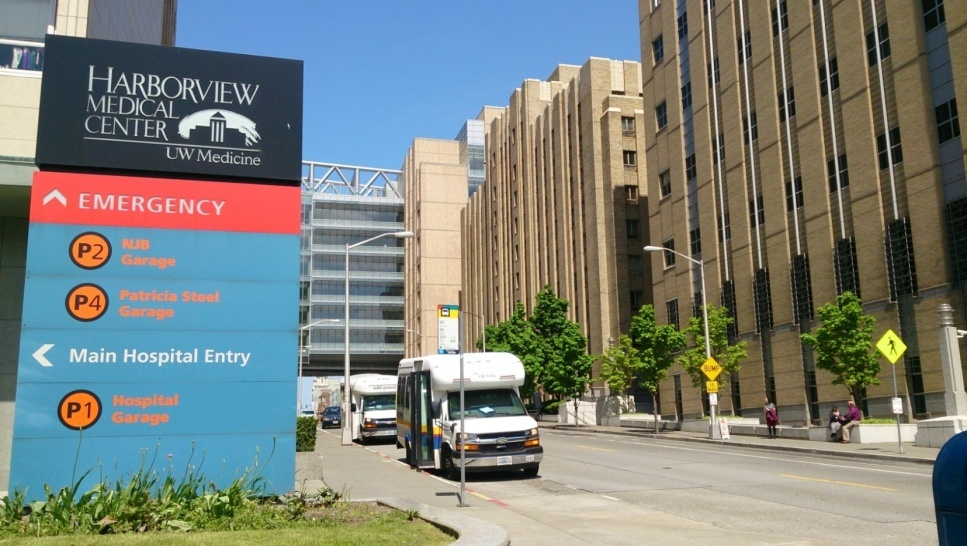 HARBORVIEW
MEDICAL
CENTER
UW Medicine
EMERGENCY
P2 NJB
Garage
P4 Patricia Steel
Garage
Main Hospital Entry
P1 Hospital
Garage
BUMP